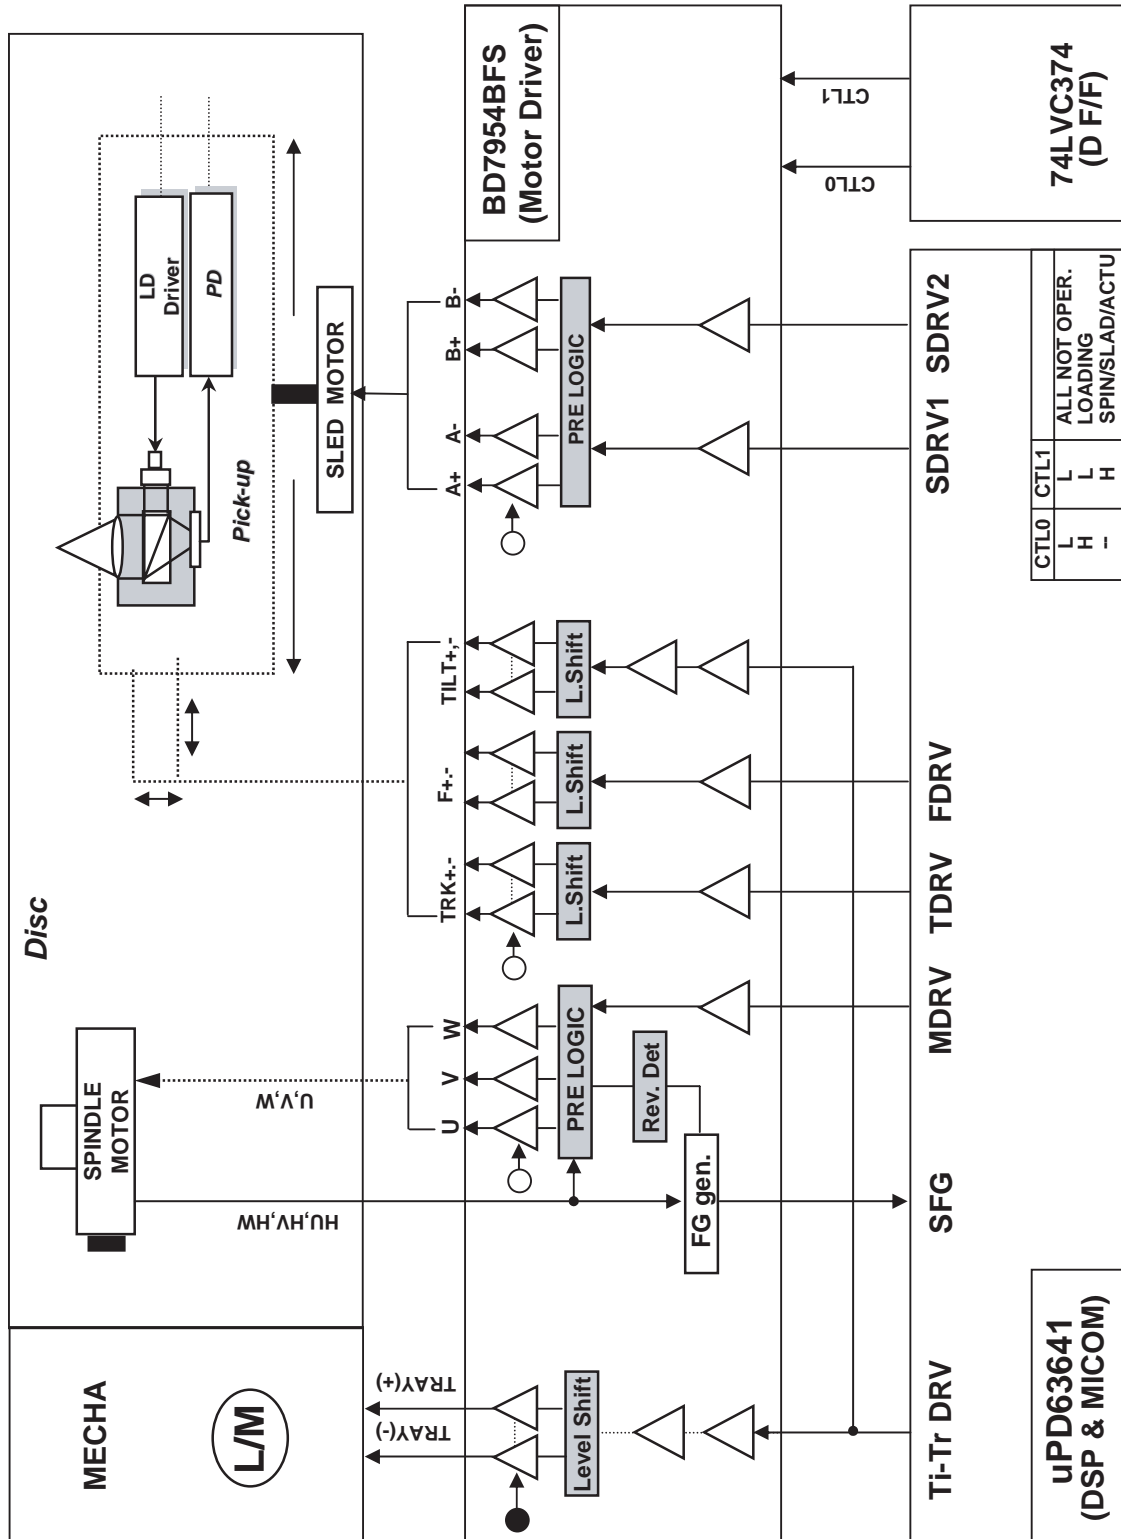 MECHA
L/M
Disc
SPINDLE
MOTOR
Pick-up
LD
Driver
PD
SLED MOTOR
TRAY(-)
TRAY(+)
HU,HV,HW
U,V,W
U
V
W
TRK+.-
F+.-
TILT+,-
A+
A-
B+
B-
BD7954BFS
(Motor Driver)
Level Shift
PRE LOGIC
L.Shift
L.Shift
L.Shift
PRE LOGIC
Rev. Det
FG gen.
CTL0
CTL1
Ti-Tr DRV
SFG
MDRV
TDRV
FDRV
SDRV1
SDRV2
uPD63641
(DSP & MICOM)
CTL0 CTL1
L L ALL NOT OPER.
H L LOADING
-- H SPIN/SLAD/ACTU
74LVC374
(D F/F)